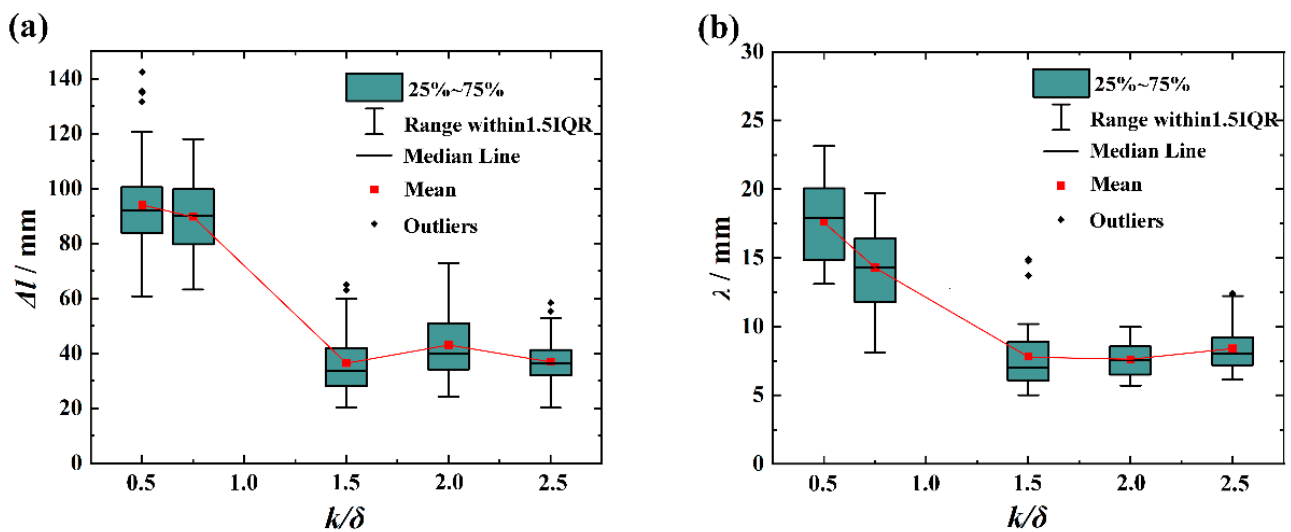 (a)
140
120
100
80
60
40
20
0
Δl / mm
25%~75%
Range within1.5IQR
Median Line
Mean
Outliers
0.5 1.0 1.5 2.0 2.5
k/δ
(b)
30
25
20
15
10
5
0
λ / mm
25%~75%
Range within1.5IQR
Median Line
Mean
Outliers
0.5 1.0 1.5 2.0 2.5
k/δ